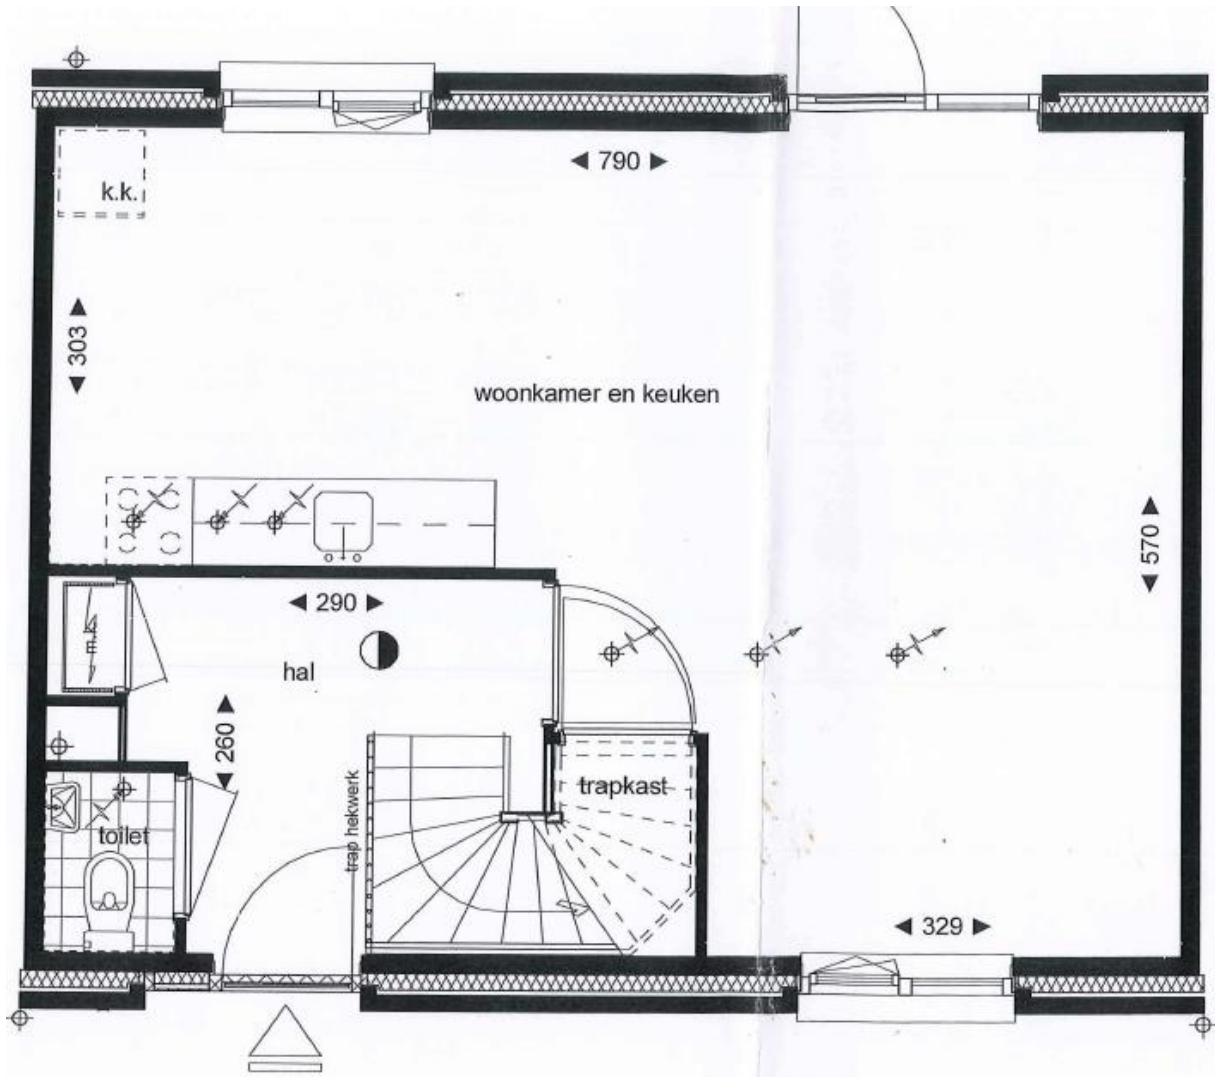 ◄ 790 ►
k.k.
◄ 303 ►
woonkamer en keuken
◄ 570 ►
◄ 290 ►
m.k.
hal
◄ 260 ►
trap hekwerk
trapkast
toilet
◄ 329 ►